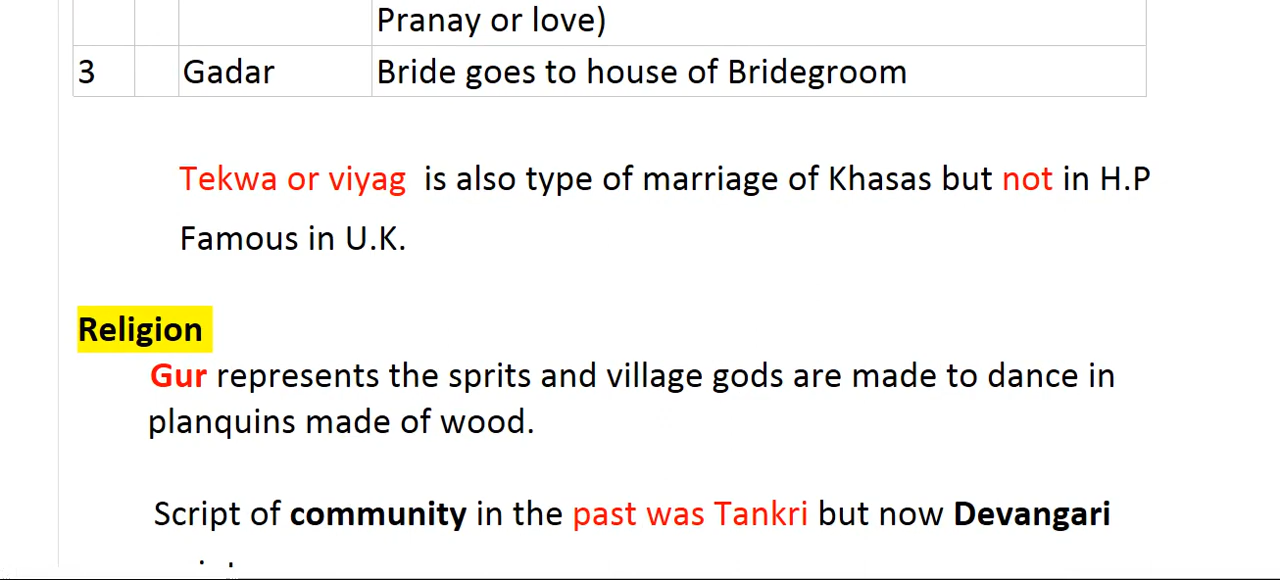 Pranay or love)
3 Gadar Bride goes to house of Bridegroom
Tekwa or viyag is also type of marriage of Khasas but not in H.P
Famous in U.K.
Religion
Gur represents the sprits and village gods are made to dance in
planquins made of wood.
Script of community in the past was Tankri but now Devangari